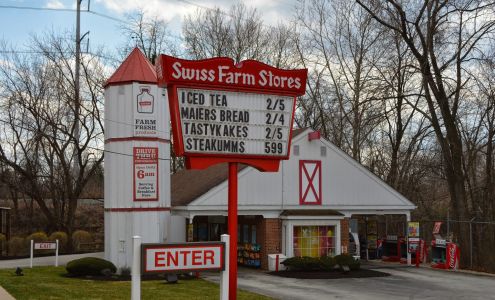 Swiss Farm Stores
ICED TEA 2/5
MAIERS BREAD 2/4
TASTYKAKES 2/5
STEAKUMMS 599
FARM
FRESH
DRIVE
THRU
6am
EXIT
ENTER